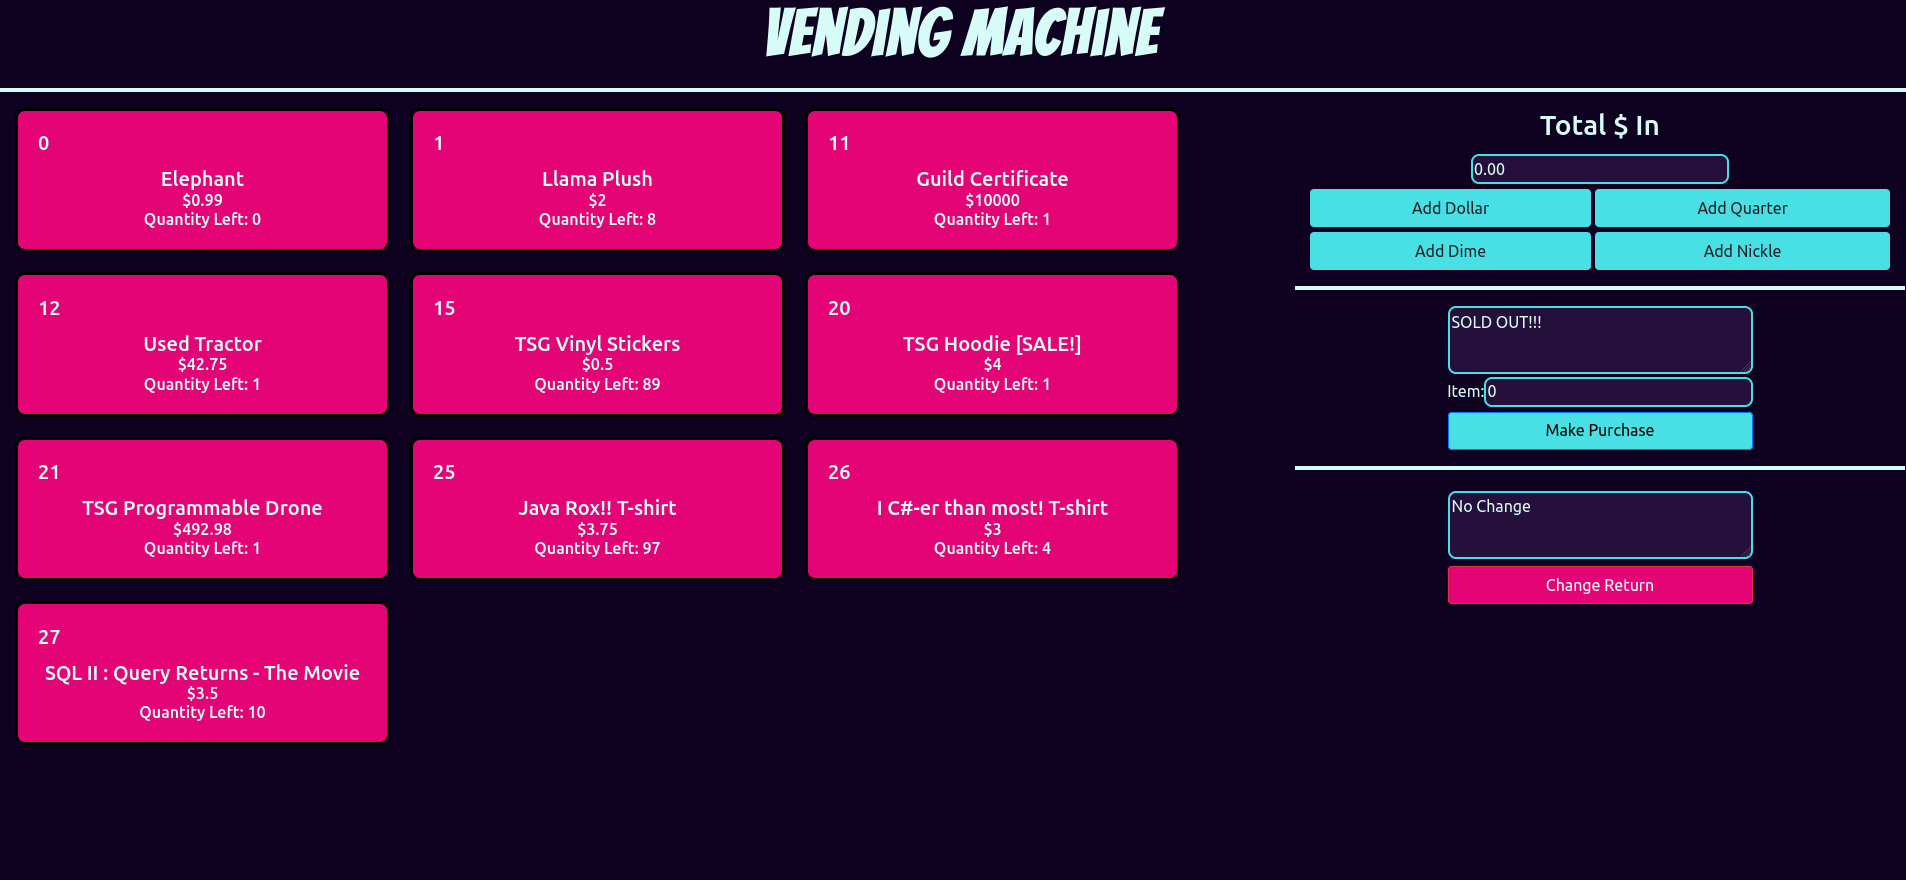 VENDING MACHINE
0
Elephant
$0.99
Quantity Left: 0
1
Llama Plush
$2
Quantity Left: 8
11
Guild Certificate
$10000
Quantity Left: 1
12
Used Tractor
$42.75
Quantity Left: 1
15
TSG Vinyl Stickers
$0.5
Quantity Left: 89
20
TSG Hoodie [SALE!]
$4
Quantity Left: 1
21
TSG Programmable Drone
$492.98
Quantity Left: 1
25
Java Rox!! T-shirt
$3.75
Quantity Left: 97
26
I C#-er than most! T-shirt
$3
Quantity Left: 4
27
SQL II : Query Returns - The Movie
$3.5
Quantity Left: 10
Total $ In
0.00
Add Dollar
Add Quarter
Add Dime
Add Nickle
SOLD OUT!!!
Item: 0
Make Purchase
No Change
Change Return